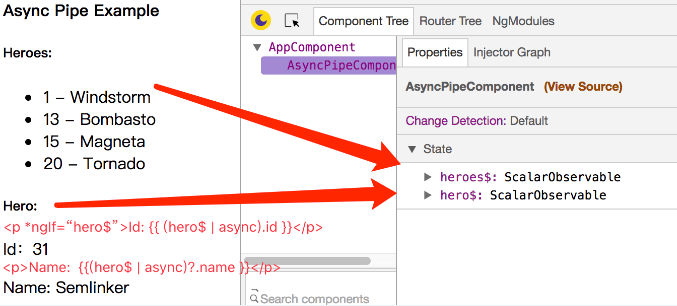 Async Pipe Example
Heroes:
1 – Windstorm
13 – Bombasto
15 – Magneta
20 – Tornado
Hero:
<p *ngIf=“hero$”>Id: {{ (hero$ | async).id }}</p>
Id: 31
<p>Name: {{(hero$ | async)?.name }}</p>
Name: Semlinker
Component Tree
Router Tree
NgModules
AppComponent
AsyncPipeCompon
Search components
Properties
Injector Graph
AsyncPipeComponent (View Source)
Change Detection: Default
State
heroes$: ScalarObservable
hero$: ScalarObservable